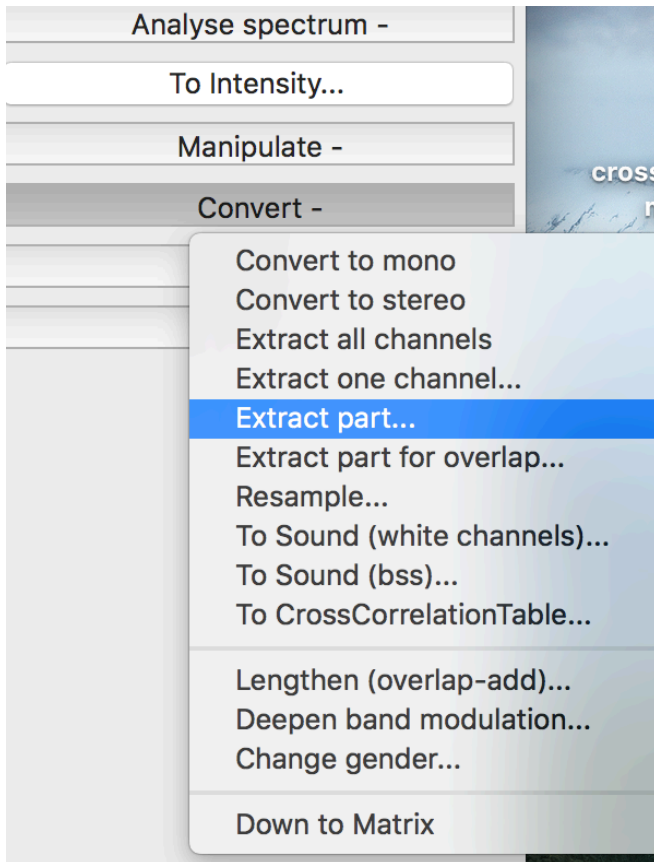 Analyse spectrum -
To Intensity...
Manipulate -
Convert -
Convert to mono
Convert to stereo
Extract all channels
Extract one channel...
Extract part...
Extract part for overlap...
Resample...
To Sound (white channels)...
To Sound (bss)...
To CrossCorrelationTable...
Lengthen (overlap-add)...
Deepen band modulation...
Change gender...
Down to Matrix